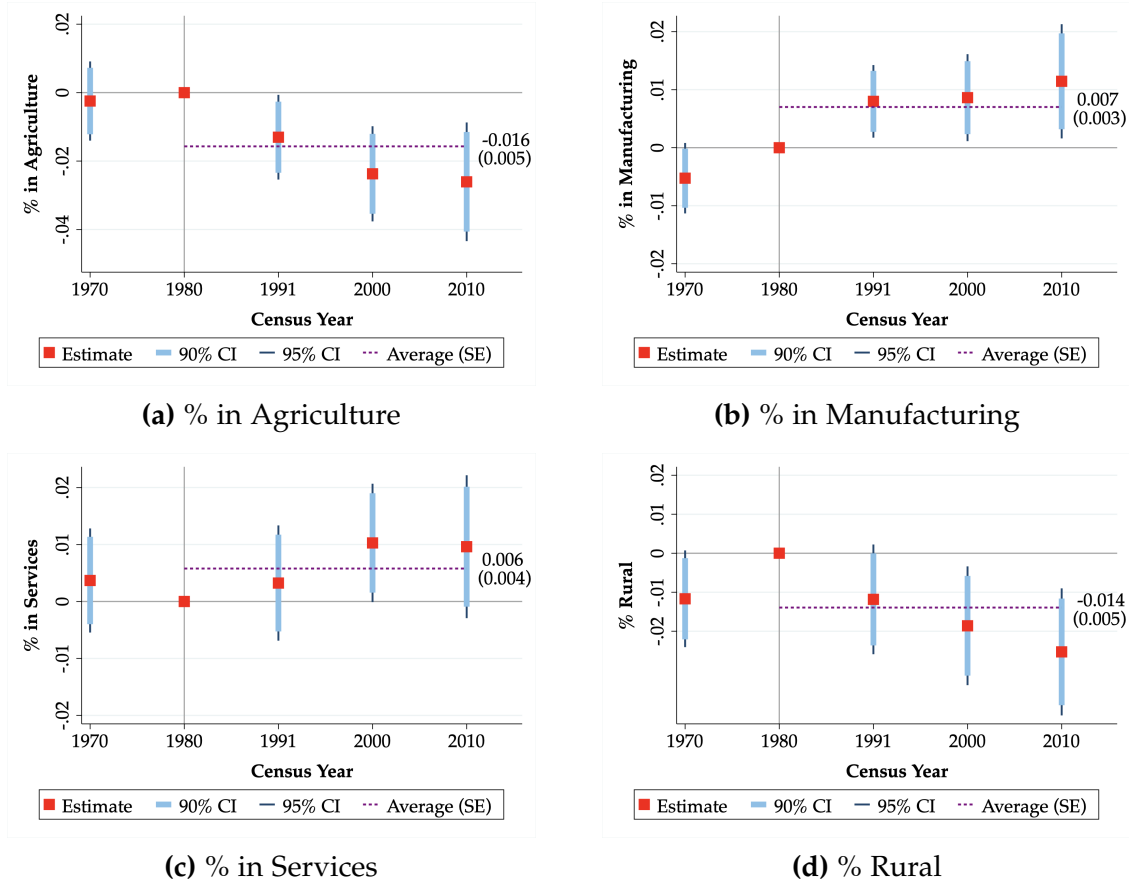 .02
0
-.02
-.04
% in Agriculture
-0.016
(0.005)
1970 1980 1991 2000 2010
Census Year
Estimate 90% CI 95% CI Average (SE)
(a) % in Agriculture
.02
.01
0
-.01
-.02
% in Manufacturing
0.007
(0.003)
1970 1980 1991 2000 2010
Census Year
Estimate 90% CI 95% CI Average (SE)
(b) % in Manufacturing
.02
.01
0
-.01
-.02
% in Services
0.006
(0.004)
1970 1980 1991 2000 2010
Census Year
Estimate 90% CI 95% CI Average (SE)
(c) % in Services
.02
.01
0
-.01
-.02
% Rural
-0.014
(0.005)
1970 1980 1991 2000 2010
Census Year
Estimate 90% CI 95% CI Average (SE)
(d) % Rural